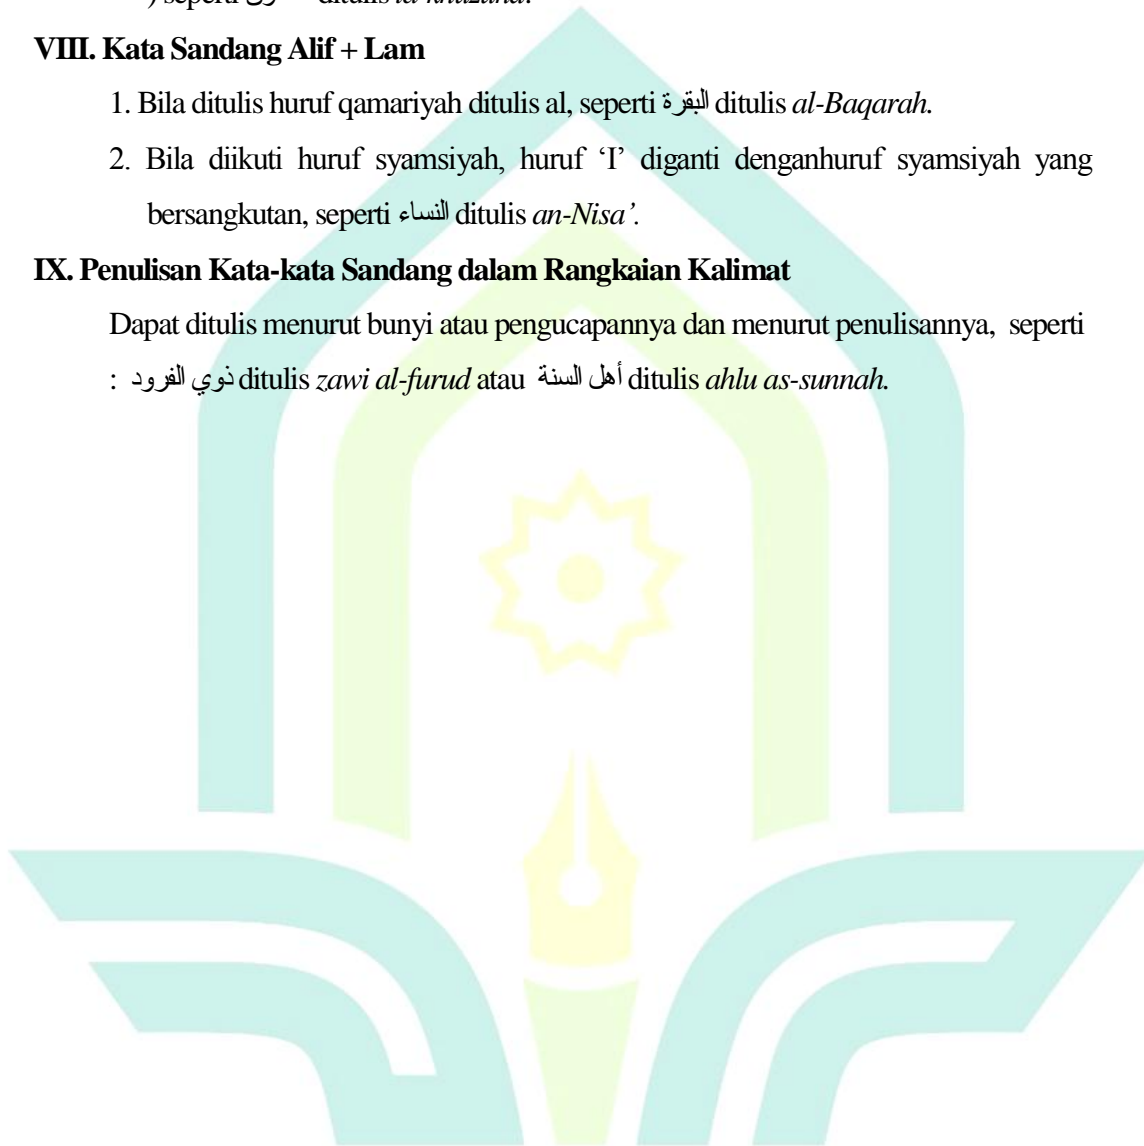 ) seperti ditulis
VIII. Kata Sandang Alif + Lam
1. Bila ditulis huruf qamariyah ditulis al, seperti البقرة ditulis al-Baqarah.
2. Bila diikuti huruf syamsiyah, huruf ‘I’ diganti denganhuruf syamsiyah yang
bersangkutan, seperti النساء ditulis an-Nisa’.
IX. Penulisan Kata-kata Sandang dalam Rangkaian Kalimat
Dapat ditulis menurut bunyi atau pengucapannya dan menurut penulisannya, seperti
: ذوي الفرود ditulis zawi al-furud atau أهل السنة ditulis ahlu as-sunnah.